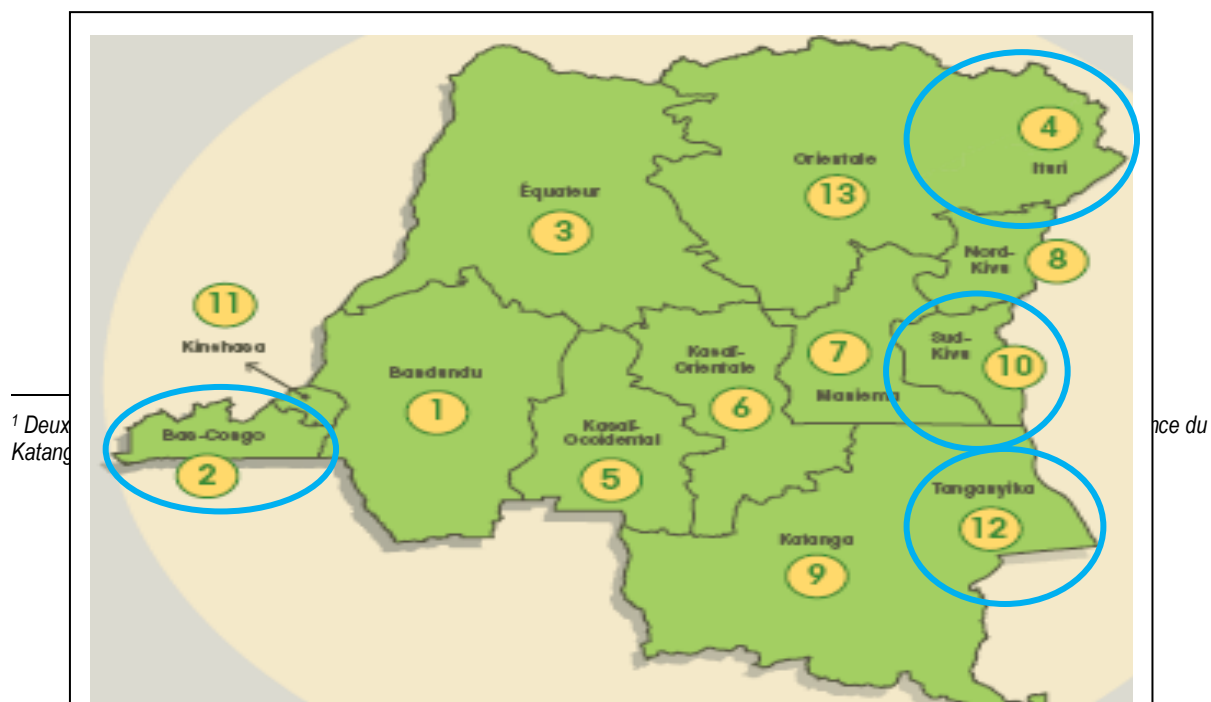 4
Orientale
Ituri
13
Équateur
3
Nord-
Kivu
8
11
Kinshasa
Sud-
Kivu
10
7
Maniema
Kasaï-
Orientale
6
Bandundu
1
¹ Deux
nce du
Katang
Bas-Congo
2
Kasaï-
Occidental
5
Tanganyika
12
Katanga
9